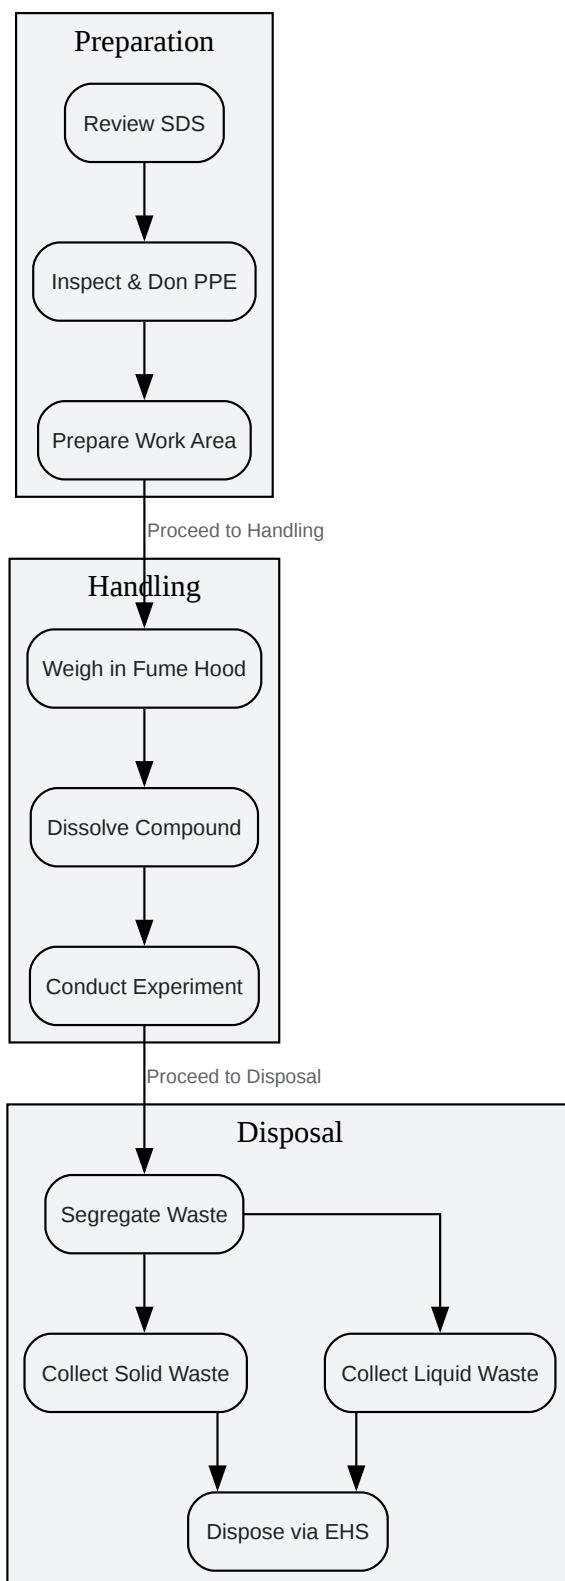 Preparation
Review SDS
Inspect & Don PPE
Prepare Work Area
Proceed to Handling
Handling
Weigh in Fume Hood
Dissolve Compound
Conduct Experiment
Proceed to Disposal
Disposal
Segregate Waste
Collect Solid Waste
Collect Liquid Waste
Dispose via EHS